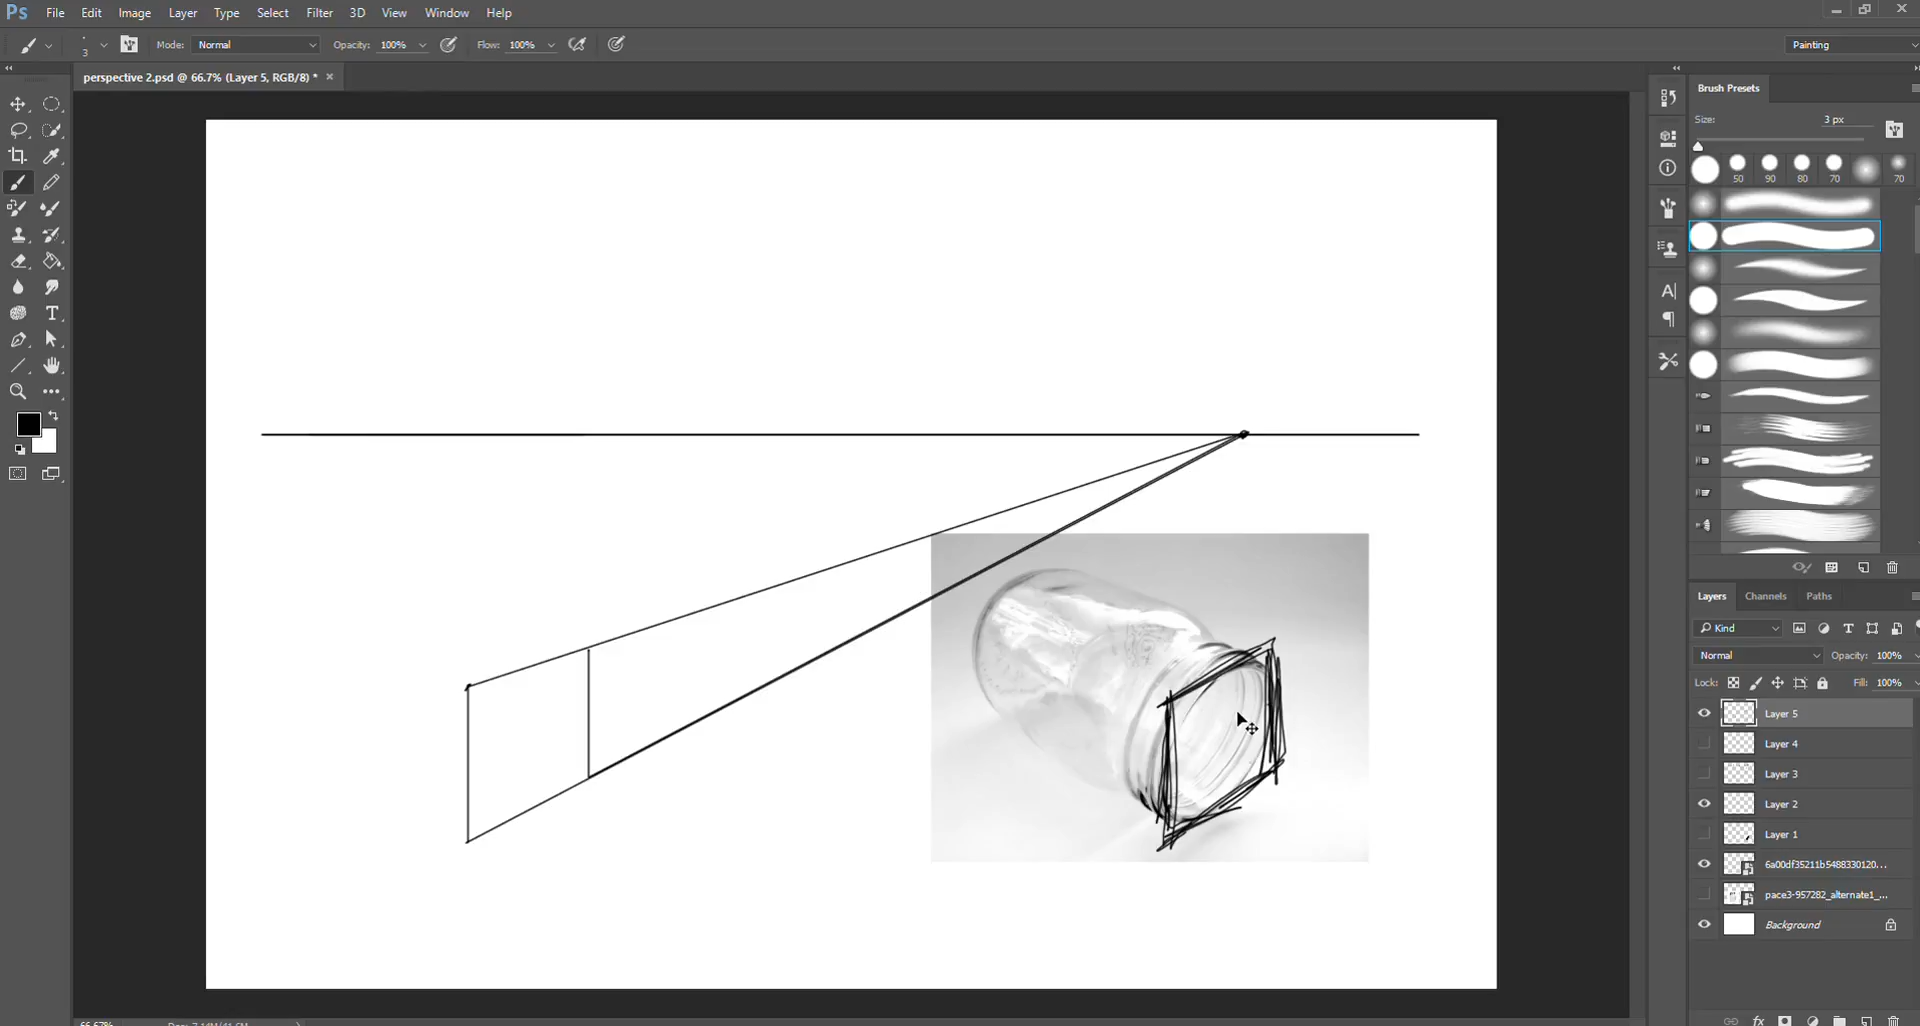 Ps File Edit Image Layer Type Select Filter 3D View Window Help
3 Mode: Normal Opacity: 100% Flow: 100% Painting
perspective 2.psd @ 66.7% (Layer 5, RGB/8) * ×
Brush Presets
Size: 3 px
50 90 80 70 70
Layers Channels Paths
Kind
Normal Opacity: 100%
Lock: Fill: 100%
Layer 5
Layer 4
Layer 3
Layer 2
Layer 1
6a00df35211b5488330120...
pace3-957282_alternate1_...
Background
66.67%